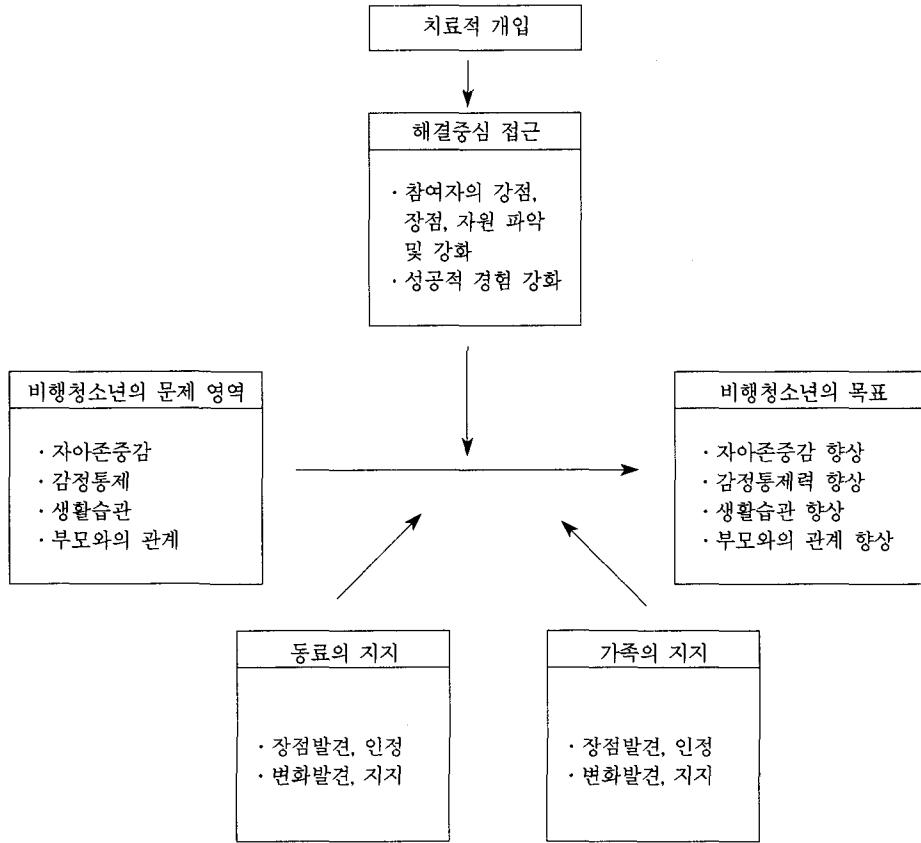 치료적 개입
해결중심 접근
· 참여자의 강점,
장점, 자원 파악
및 강화
· 성공적 경험 강화
비행청소년의 문제 영역
· 자아존중감
· 감정통제
· 생활습관
· 부모와의 관계
비행청소년의 목표
· 자아존중감 향상
· 감정통제력 향상
· 생활습관 향상
· 부모와의 관계 향상
동료의 지지
· 장점발견, 인정
· 변화발견, 지지
가족의 지지
· 장점발견, 인정
· 변화발견, 지지